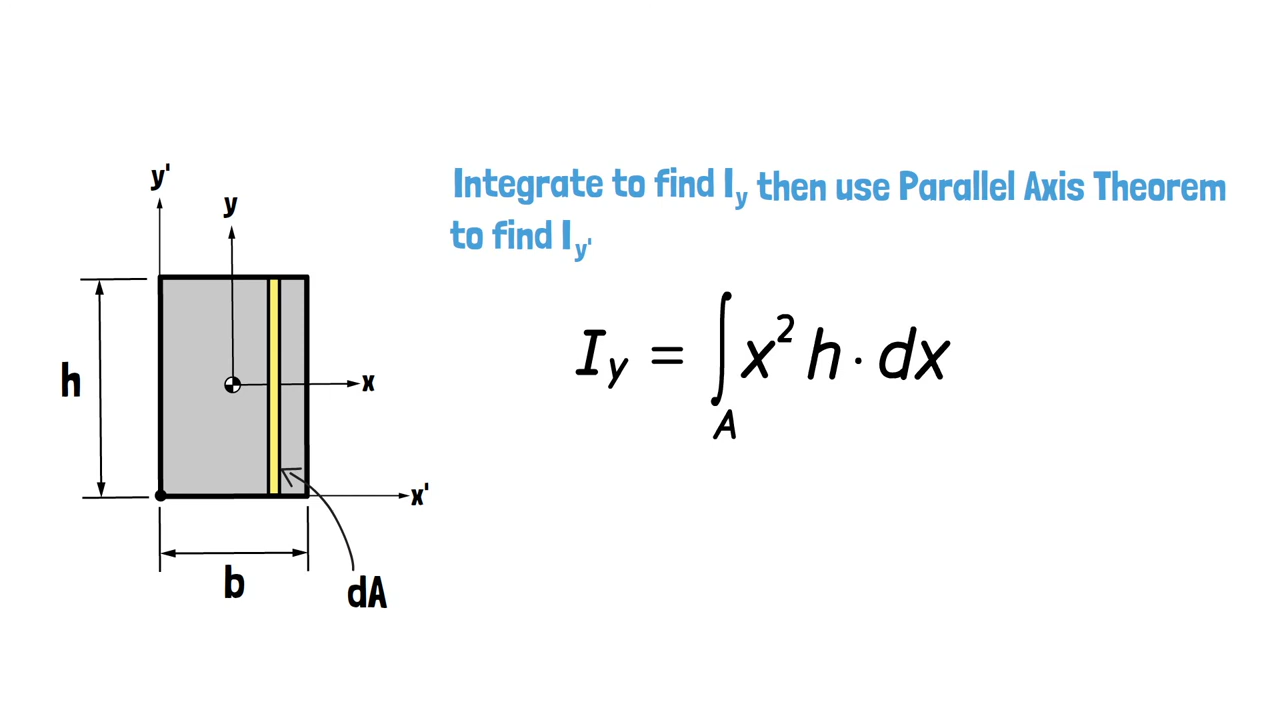 Integrate to find Iy then use Parallel Axis Theorem
to find Iy'
Iy = ∫A x² h · dx
y'
y
h
x
x'
b
dA